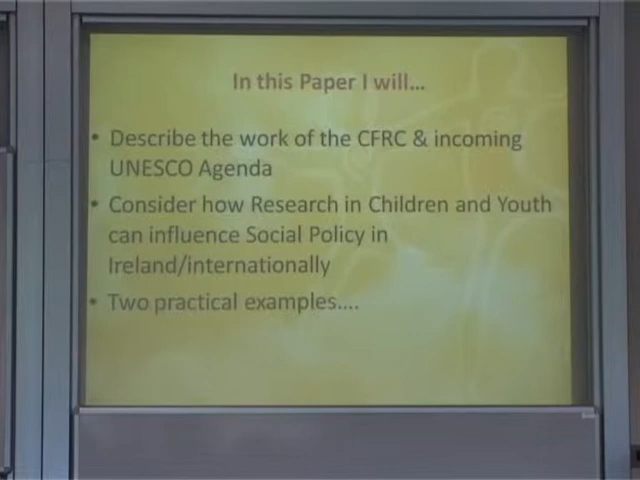 In this Paper I will...
• Describe the work of the CFRC & incoming
UNESCO Agenda
• Consider how Research in Children and Youth
can influence Social Policy in
Ireland/internationally
• Two practical examples....